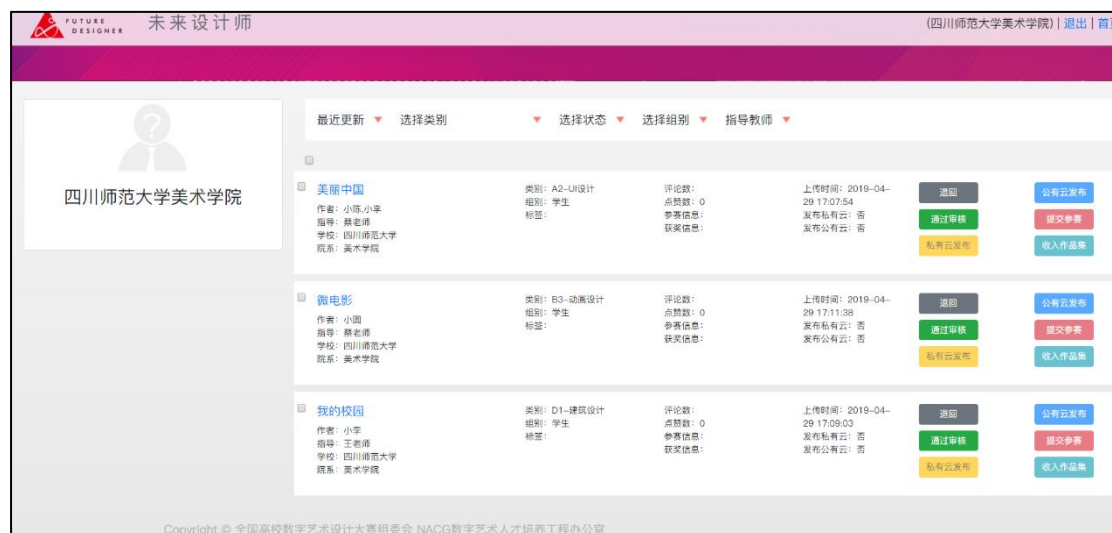 FUTURE
DESIGNER
未来设计师
(四川师范大学美术学院) | 退出 | 首页
四川师范大学美术学院
最近更新 选择类别 选择状态 选择组别 指导教师
美丽中国
作者：小陈,小李
指导：蔡老师
学校：四川师范大学
院系：美术学院
类别：A2-UI设计
组别：学生
标签：
评论数：
点赞数：0
参赛信息：
获奖信息：
上传时间：2019-04-
29 17:07:54
发布私有云：否
发布公有云：否
退回
通过审核
私有云发布
公有云发布
提交参赛
收入作品集
微电影
作者：小圆
指导：蔡老师
学校：四川师范大学
院系：美术学院
类别：B3-动画设计
组别：学生
标签：
评论数：
点赞数：0
参赛信息：
获奖信息：
上传时间：2019-04-
29 17:11:38
发布私有云：否
发布公有云：否
退回
通过审核
私有云发布
公有云发布
提交参赛
收入作品集
我的校园
作者：小李
指导：王老师
学校：四川师范大学
院系：美术学院
类别：D1-建筑设计
组别：学生
标签：
评论数：
点赞数：0
参赛信息：
获奖信息：
上传时间：2019-04-
29 17:09:03
发布私有云：否
发布公有云：否
退回
通过审核
私有云发布
公有云发布
提交参赛
收入作品集
Copyright © 全国高校数字艺术设计大赛组委会 NACG数字艺术人才培养工程办公室